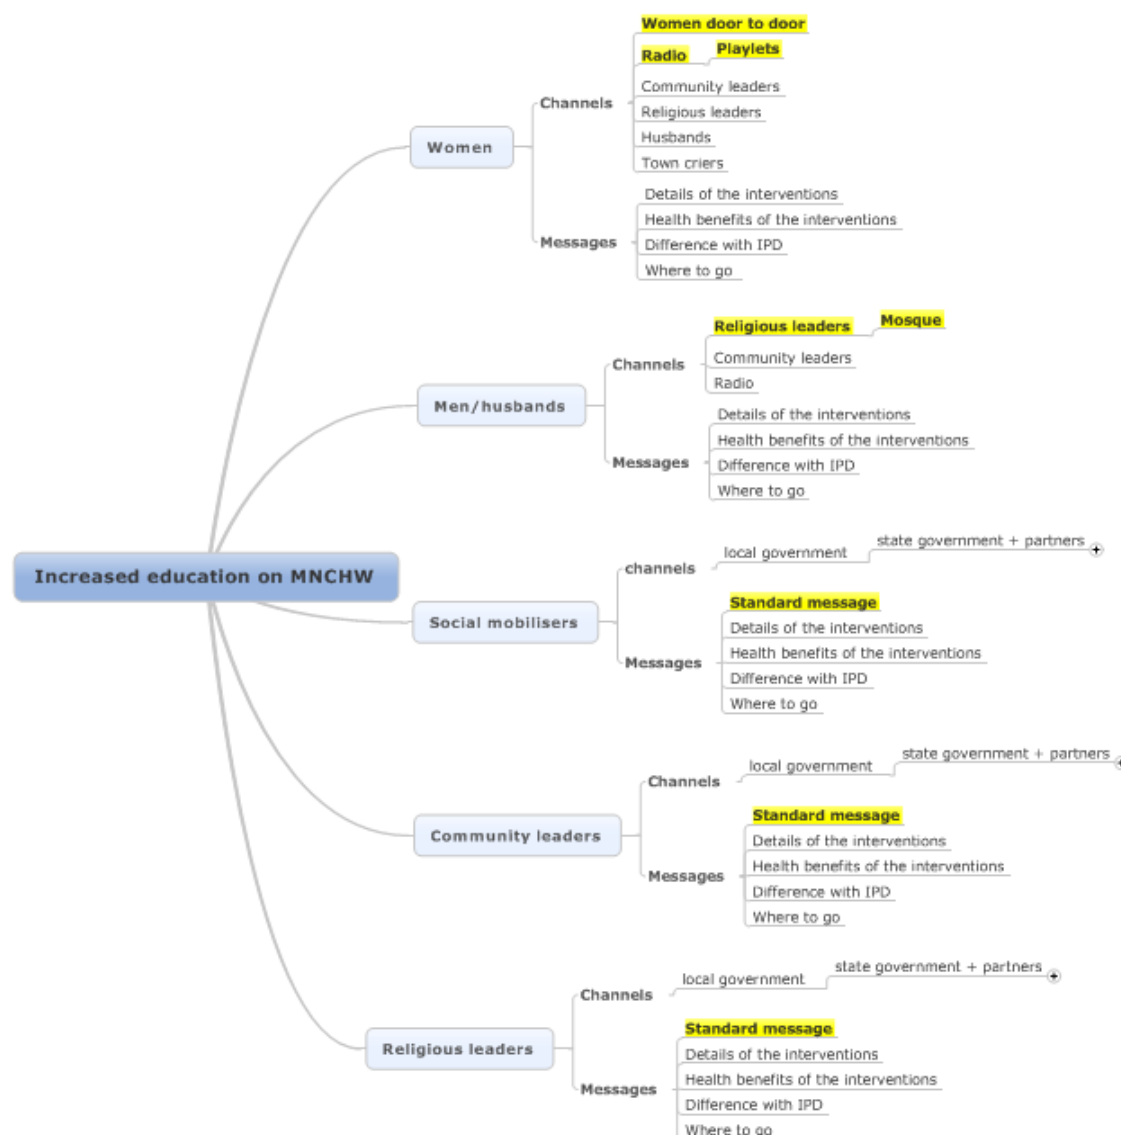 Increased education on MNCHW
Women
Channels
Women door to door
Radio
Playlets
Community leaders
Religious leaders
Husbands
Town criers
Messages
Details of the interventions
Health benefits of the interventions
Difference with IPD
Where to go
Men/husbands
Channels
Religious leaders
Mosque
Community leaders
Radio
Messages
Details of the interventions
Health benefits of the interventions
Difference with IPD
Where to go
Social mobilisers
channels
local government
state government + partners
Messages
Standard message
Details of the interventions
Health benefits of the interventions
Difference with IPD
Where to go
Community leaders
Channels
local government
state government + partners
Messages
Standard message
Details of the interventions
Health benefits of the interventions
Difference with IPD
Where to go
Religious leaders
Channels
local government
state government + partners
Messages
Standard message
Details of the interventions
Health benefits of the interventions
Difference with IPD
Where to go